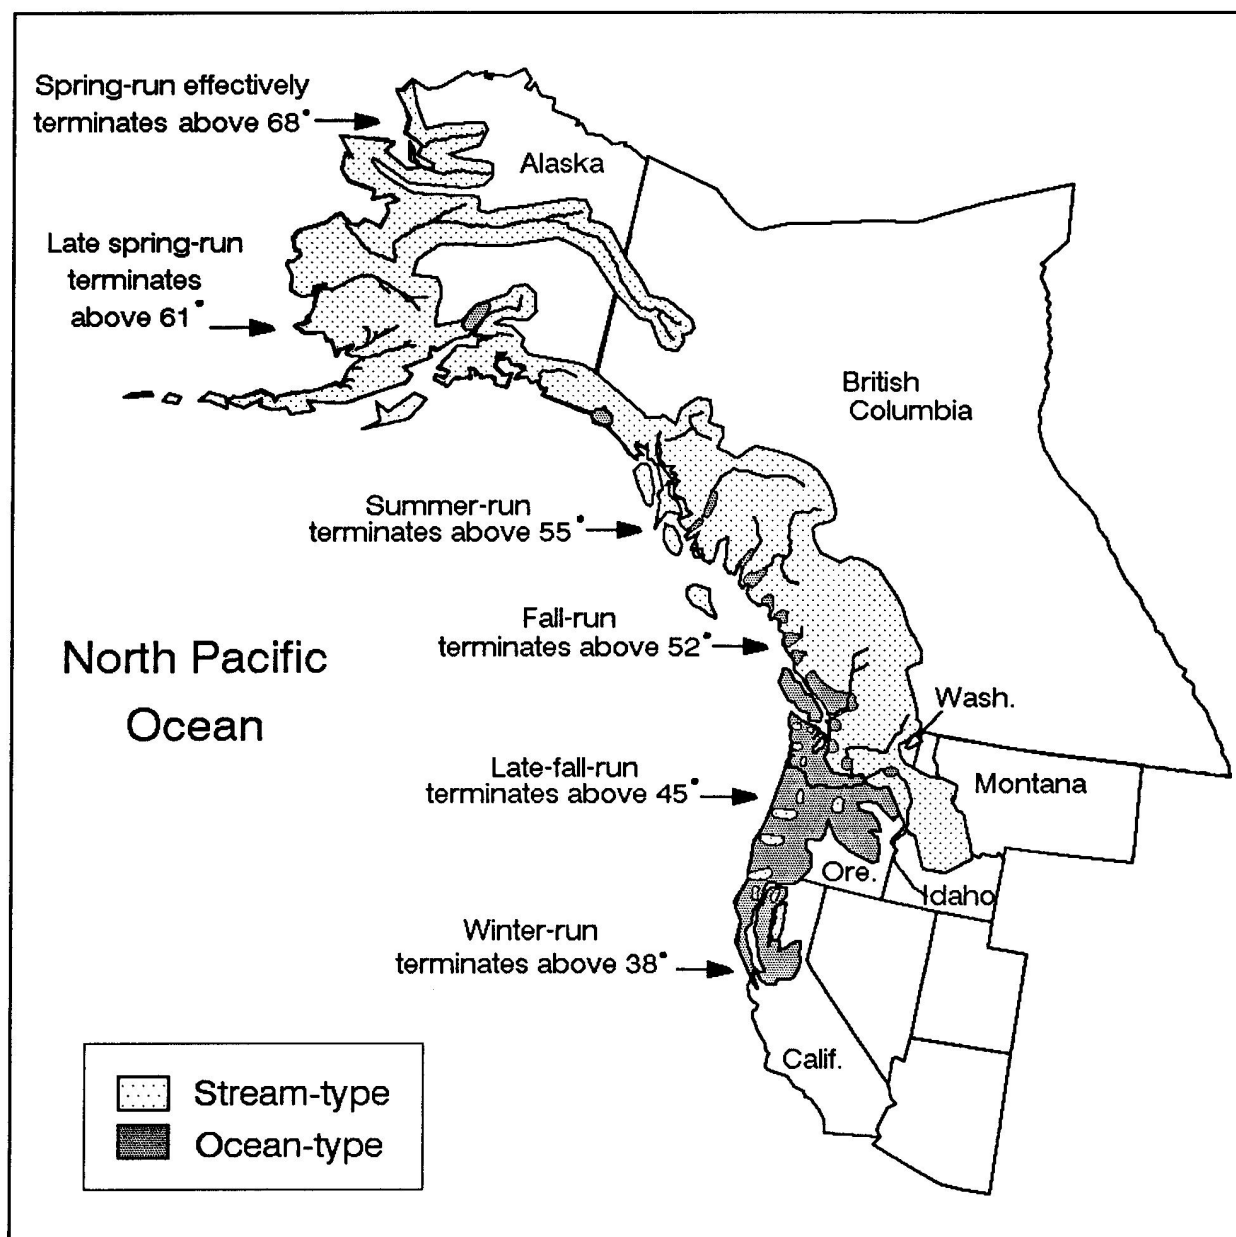 Spring-run effectively
terminates above 68°
Alaska
Late spring-run
terminates
above 61°
British
Columbia
Summer-run
terminates above 55°
Fall-run
terminates above 52°
North Pacific
Ocean
Wash.
Late-fall-run
terminates above 45°
Montana
Ore.
Idaho
Winter-run
terminates above 38°
Calif.
Stream-type
Ocean-type